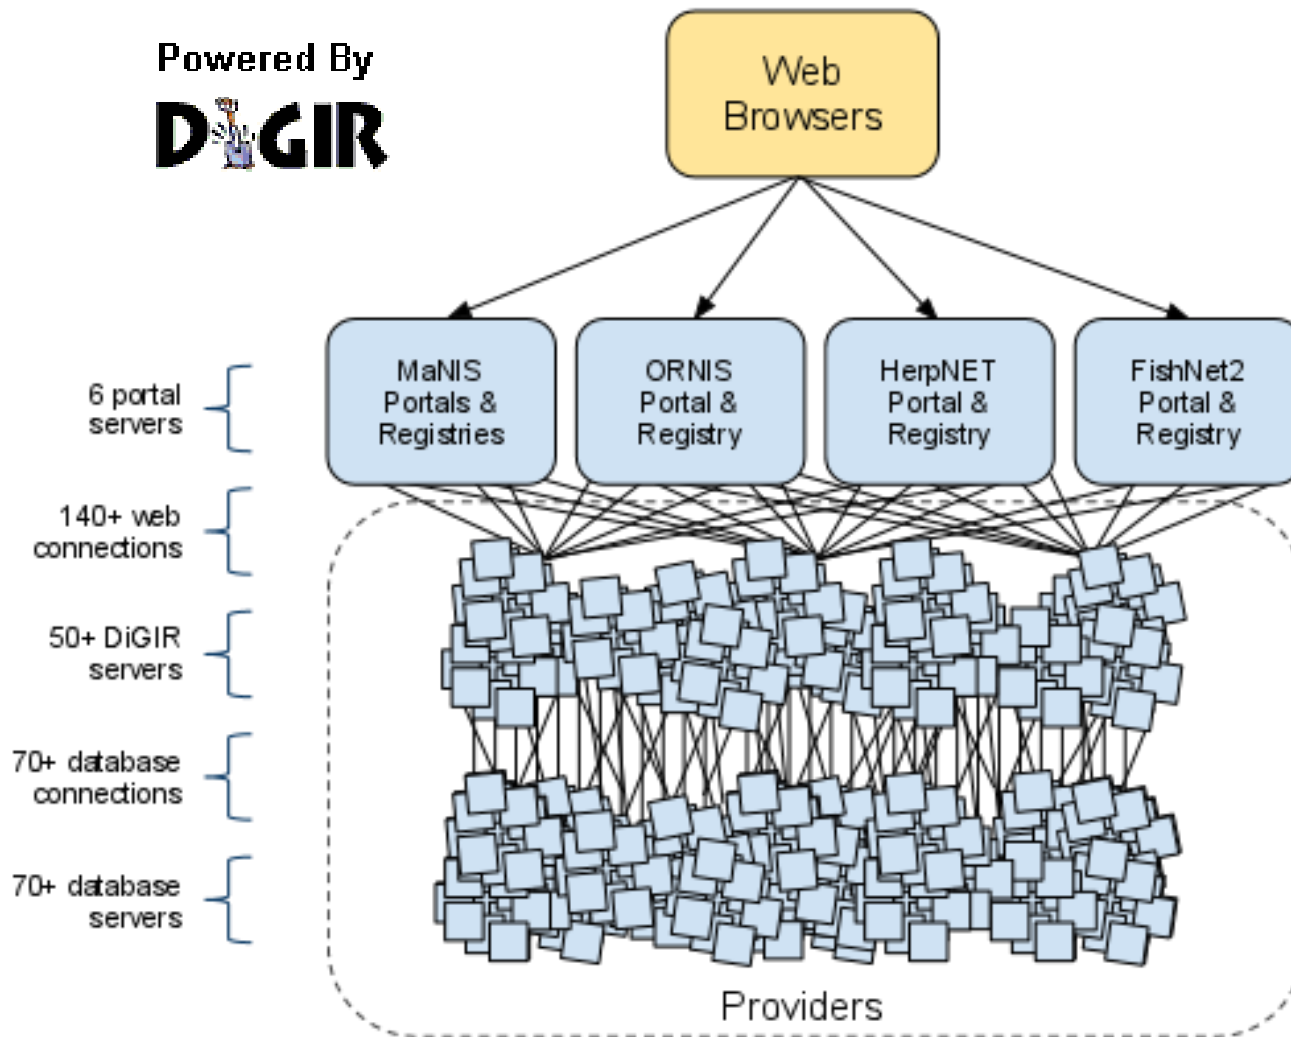 Powered By
DiGIR
Web
Browsers
MaNIS
Portals &
Registries
ORNIS
Portal &
Registry
HerpNET
Portal &
Registry
FishNet2
Portal &
Registry
6 portal
servers
140+ web
connections
50+ DiGIR
servers
70+ database
connections
70+ database
servers
Providers